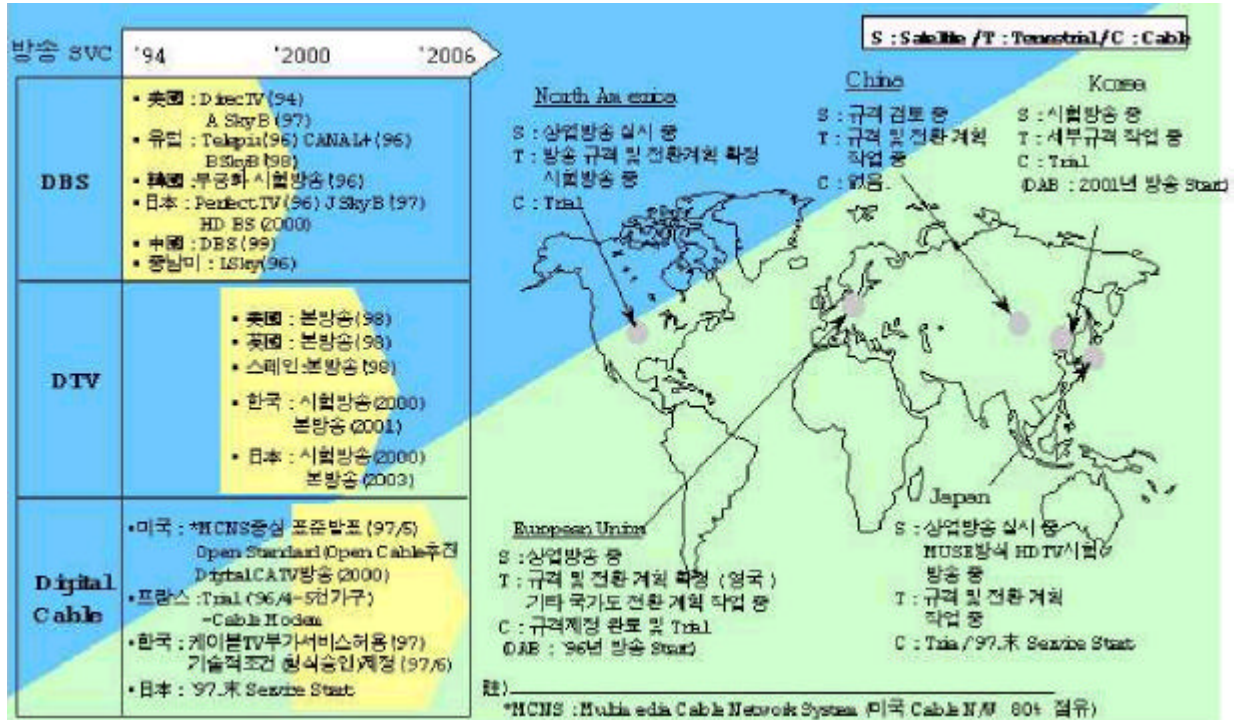 방송 SVC
'94 '2000 '2006
S : Satellite / T : Terrestrial / C : Cable
DBS
• 美國 : DirecTV (94)
A SkyB (97)
• 유럽 : Telepiu (96) CANAL+ (96)
BSkyB (98)
• 韓國 : 무궁화 시험방송 (96)
• 日本 : PerfectTV (96) JSkyB (97)
HD BS (2000)
• 中國 : DBS (99)
• 중남미 : LSky (96)
DTV
• 美國 : 본방송 (98)
• 英國 : 본방송 (98)
• 스페인 : 본방송 (98)
• 한국 : 시험방송 (2000)
본방송 (2001)
• 日本 : 시험방송 (2000)
본방송 (2003)
Digital
Cable
• 미국 : *MCNS중심 표준발표 (97/6)
Open Standard (Open Cable추진
Digital CATV방송 (2000)
• 프랑스 : Trial (96/4-5천가구)
-Cable Modem
• 한국 : 케이블TV부가서비스허용 (97)
기술적조건 (형식승인)제정 (97/6)
• 日本 : '97.末 Service Start
North America
S : 상업방송 실시 중
T : 방송 규격 및 전환계획 확정
시험방송 중
C : Trial
China
S : 규격 검토 중
T : 규격 및 전환 계획
작업 중
C : 없음.
Korea
S : 시험방송 중
T : 세부규격 작업 중
C : Trial
(DAB : 2001년 방송 Start)
European Union
S : 상업방송 중
T : 규격 및 전환 계획 확정 (영국)
기타 국가도 전환 계획 작업 중
C : 규격제정 완료 및 Trial
(DAB : '96년 방송 Start)
Japan
S : 상업방송 실시 중
MUSE방식 HDTV시험
방송 중
T : 규격 및 전환 계획
작업 중
C : Tria / '97.末 Service Start
註)
*MCNS : Multimedia Cable Network System (미국 Cable N/W 80% 점유)